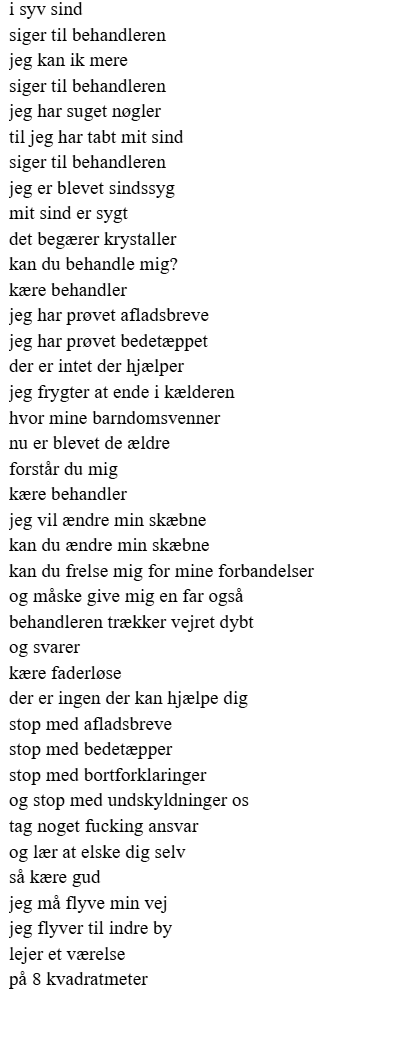 i syv sind
siger til behandleren
jeg kan ik mere
siger til behandleren
jeg har suget nøgler
til jeg har tabt mit sind
siger til behandleren
jeg er blevet sindssyg
mit sind er sygt
det begærer krystaller
kan du behandle mig?
kære behandler
jeg har prøvet afladsbreve
jeg har prøvet bedetæppet
der er intet der hjælper
jeg frygter at ende i kælderen
hvor mine barndomsvenner
nu er blevet de ældre
forstår du mig
kære behandler
jeg vil ændre min skæbne
kan du ændre min skæbne
kan du frelse mig for mine forbandelser
og måske give mig en far også
behandleren trækker vejret dybt
og svarer
kære faderløse
der er ingen der kan hjælpe dig
stop med afladsbreve
stop med bedetæpper
stop med bortforklaringer
og stop med undskyldninger os
tag noget fucking ansvar
og lær at elske dig selv
så kære gud
jeg må flyve min vej
jeg flyver til indre by
lejer et værelse
på 8 kvadratmeter